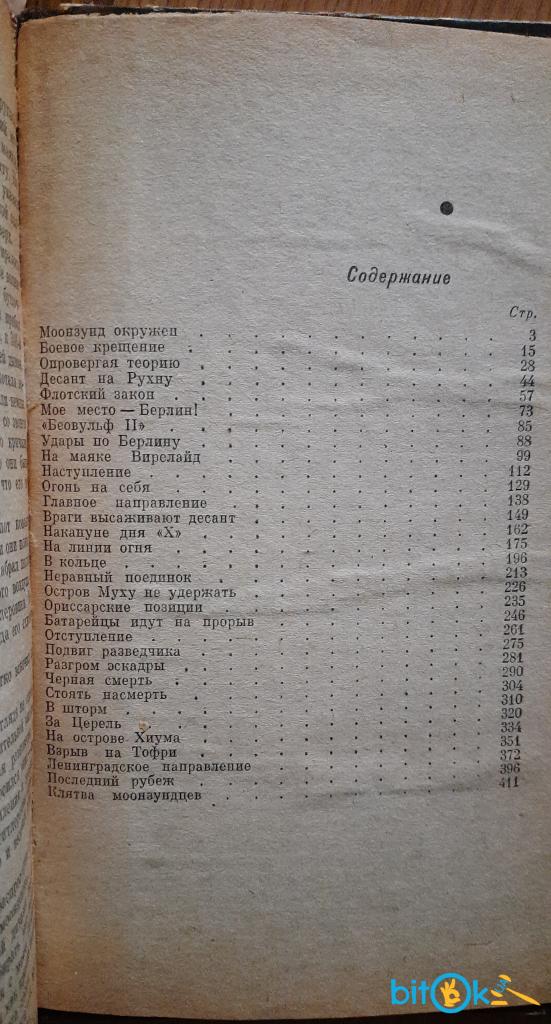 Содержание
Стр.
Моонзунд окружен . . . . . . . . . 3
Боевое крещение . . . . . . . . . 15
Опровергая теорию . . . . . . . . . 28
Десант на Рухну . . . . . . . . . 44
Флотский закон . . . . . . . . . 57
Мое место — Берлин! . . . . . . . . . 73
«Беовульф II» . . . . . . . . . 85
Удары по Берлину . . . . . . . . . 88
На маяке Вирелайд . . . . . . . . . 99
Наступление . . . . . . . . . 112
Огонь на себя . . . . . . . . . 129
Главное направление . . . . . . . . . 138
Враги высаживают десант . . . . . . . . . 149
Накануне дня «X» . . . . . . . . . 162
На линии огня . . . . . . . . . 175
В кольце . . . . . . . . . 196
Неравный поединок . . . . . . . . . 213
Остров Муху не удержать . . . . . . . . . 226
Ориссарские позиции . . . . . . . . . 235
Батарейцы идут на прорыв . . . . . . . . . 246
Отступление . . . . . . . . . 261
Подвиг разведчика . . . . . . . . . 275
Разгром эскадры . . . . . . . . . 281
Черная смерть . . . . . . . . . 290
Стоять насмерть . . . . . . . . . 304
В шторм . . . . . . . . . 310
За Церель . . . . . . . . . 320
На острове Хиума . . . . . . . . . 334
Взрыв на Тофри . . . . . . . . . 351
Ленинградское направление . . . . . . . . . 372
Последний рубеж . . . . . . . . . 396
Клятва моонзундцев . . . . . . . . . 411
bitOk